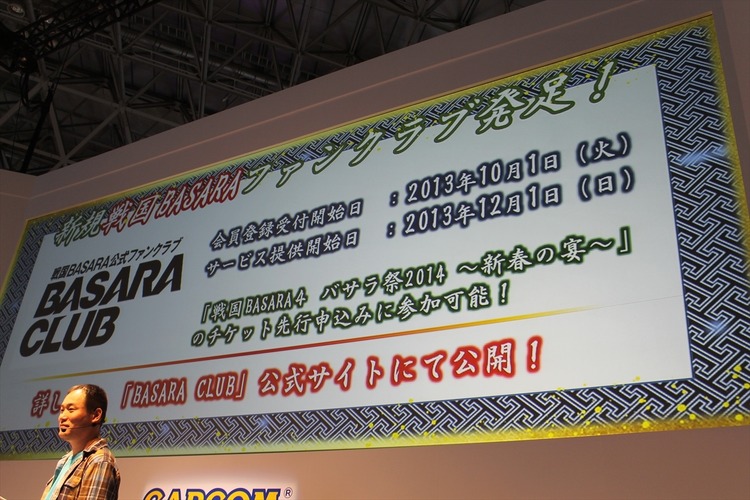 新規戦国BASARAファンクラブ発足！
会員登録受付開始日　：2013年10月1日（火）
サービス提供開始日　：2013年12月1日（日）
戦国BASARA公式ファンクラブ
BASARA
CLUB
「戦国BASARA4 バサラ祭2014 ～新春の宴～」
のチケット先行申込みに参加可能！
詳し 「BASARA CLUB」公式サイトにて公開！
CAPCOM®